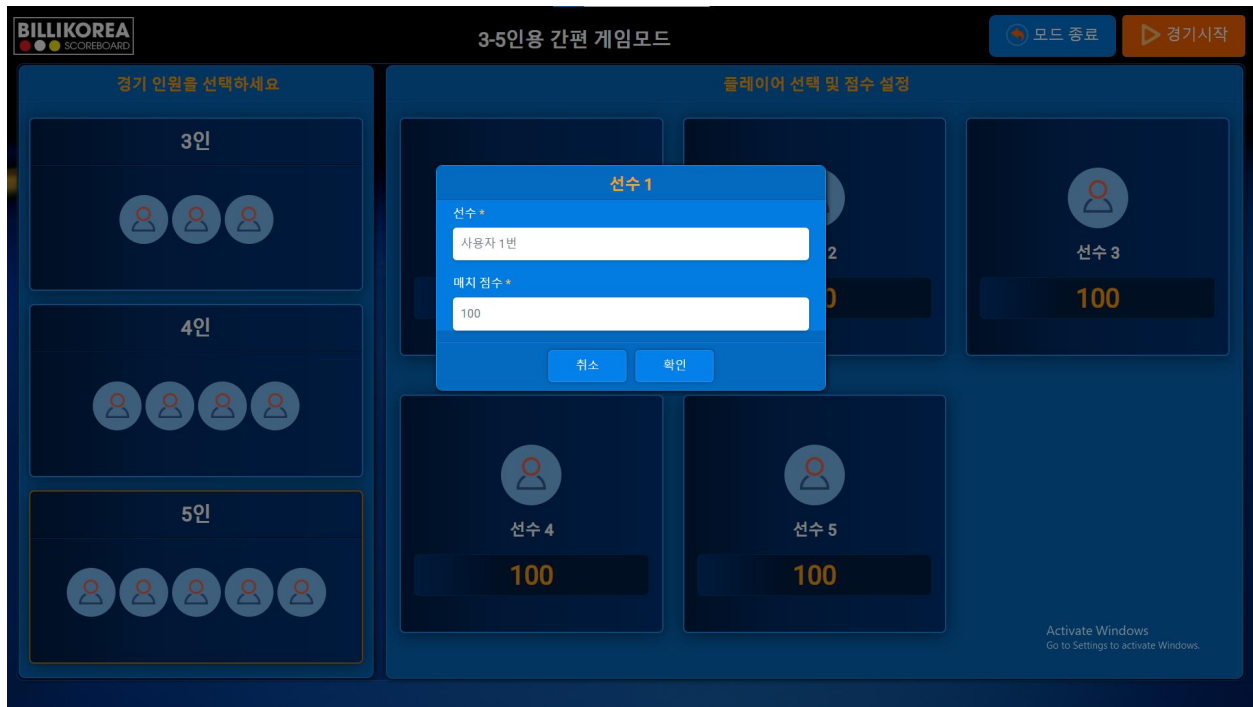 BILLIKOREA
SCOREBOARD
3-5인용 간편 게임모드
모드 종료
경기시작
경기 인원을 선택하세요
플레이어 선택 및 점수 설정
3인
4인
5인
선수 1
선수 *
사용자 1번
매치 점수 *
100
취소
확인
2
0
선수 3
100
선수 4
100
선수 5
100
Activate Windows
Go to Settings to activate Windows.